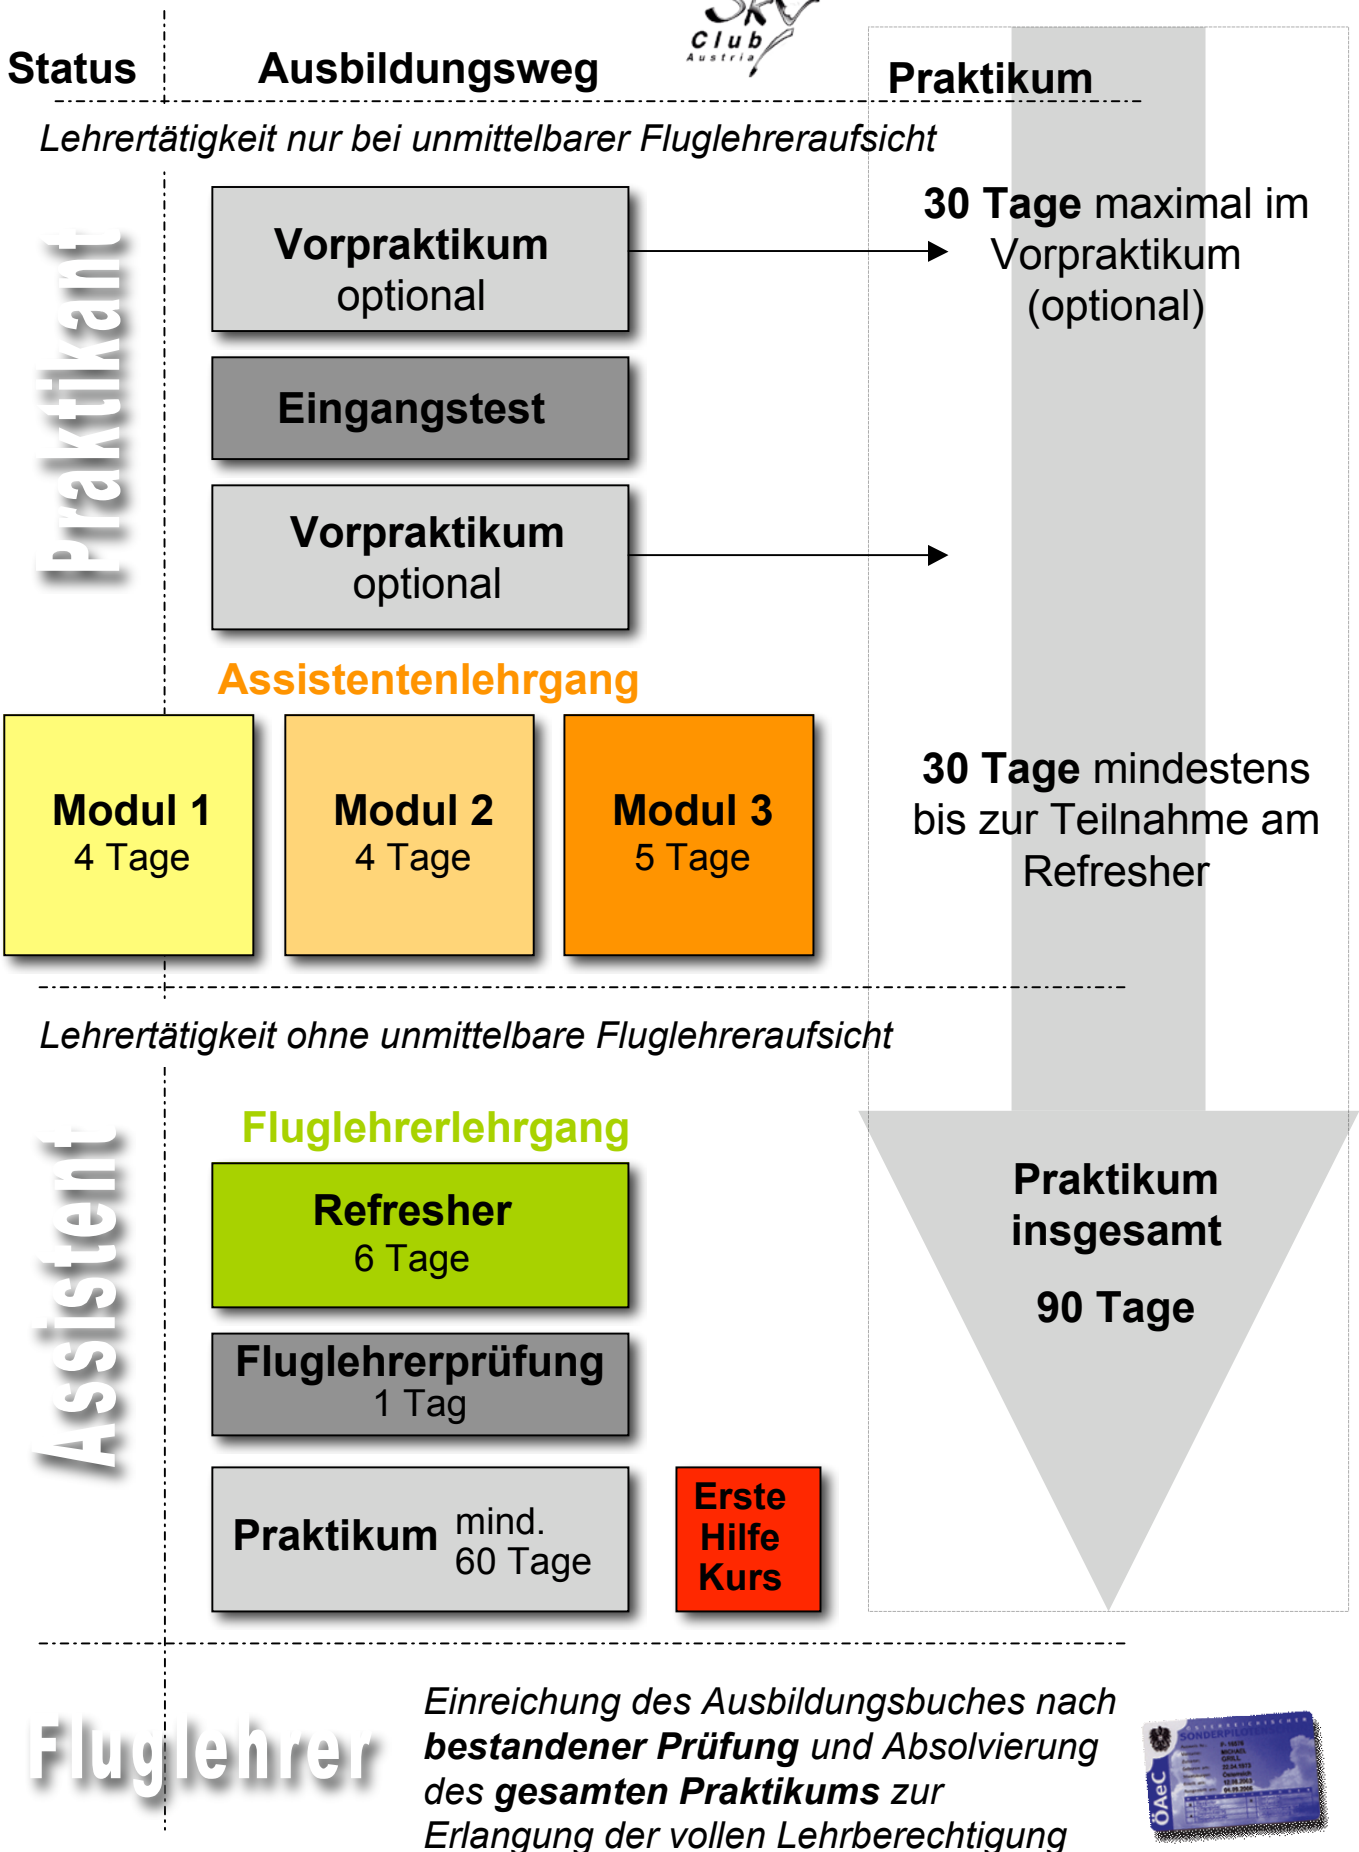 Sky
Club
Austria
Status
Ausbildungsweg
Praktikum
Lehrertätigkeit nur bei unmittelbarer Fluglehreraufsicht
Praktikant
Vorpraktikum
optional
30 Tage maximal im
Vorpraktikum
(optional)
Eingangstest
Vorpraktikum
optional
Assistentenlehrgang
Modul 1
4 Tage
Modul 2
4 Tage
Modul 3
5 Tage
30 Tage mindestens
bis zur Teilnahme am
Refresher
Lehrertätigkeit ohne unmittelbare Fluglehreraufsicht
Assistent
Fluglehrerlehrgang
Refresher
6 Tage
Fluglehrerprüfung
1 Tag
Praktikum mind.
60 Tage
Erste
Hilfe
Kurs
Praktikum
insgesamt
90 Tage
Fluglehrer
Einreichung des Ausbildungsbuches nach
bestandener Prüfung und Absolvierung
des gesamten Praktikums zur
Erlangung der vollen Lehrberechtigung
ÖAeC
MICHAEL
GRILL